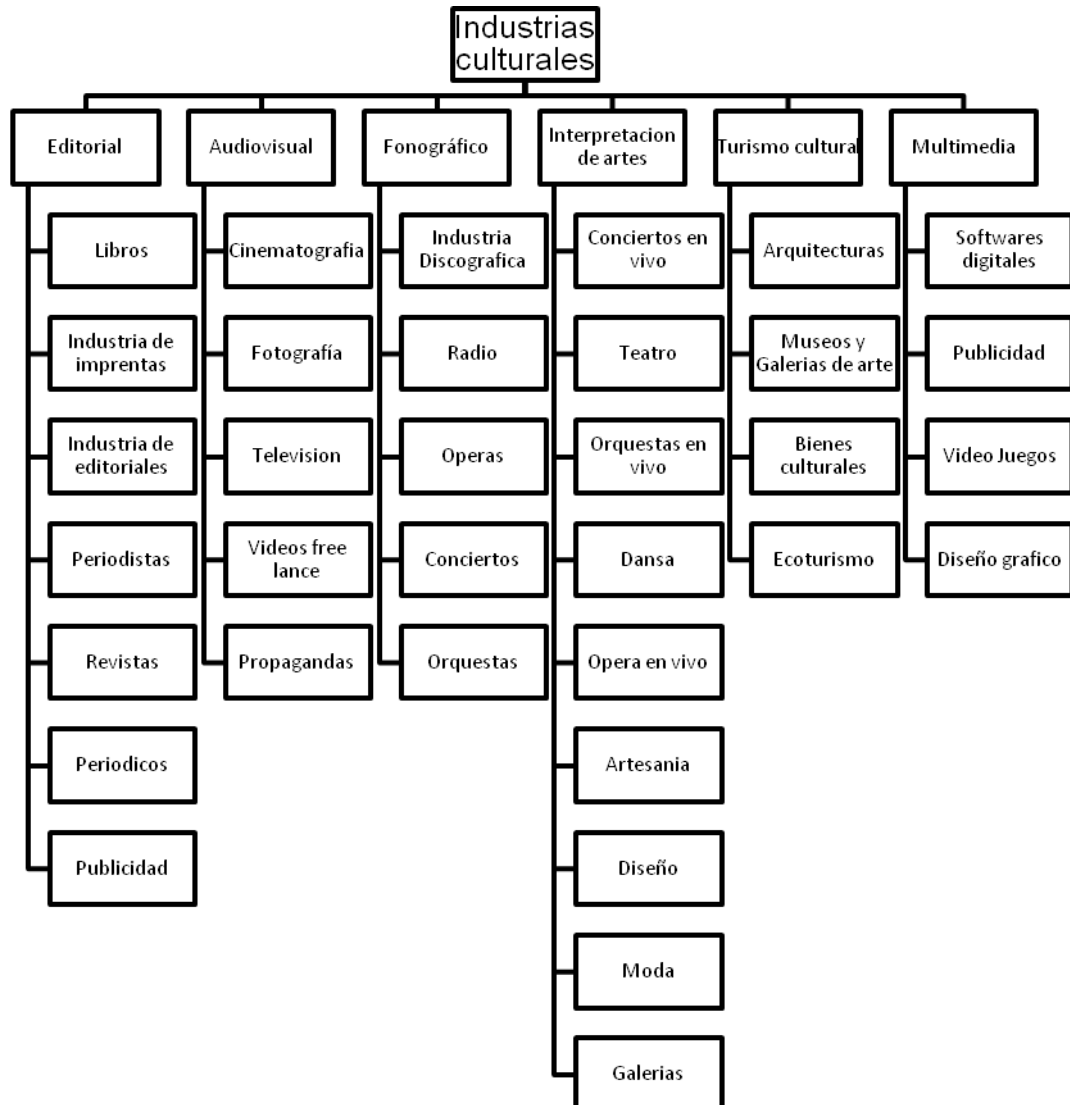 Industrias
culturales
Editorial
Audiovisual
Fonográfico
Interpretacion
de artes
Turismo cultural
Multimedia
Libros
Industria de
imprentas
Industria de
editoriales
Periodistas
Revistas
Periodicos
Publicidad
Cinematografia
Fotografía
Television
Videos free
lance
Propagandas
Industria
Discografica
Radio
Operas
Conciertos
Orquestas
Conciertos en
vivo
Teatro
Orquestas en
vivo
Dansa
Opera en vivo
Artesania
Diseño
Moda
Galerias
Arquitecturas
Museos y
Galerias de arte
Bienes
culturales
Ecoturismo
Softwares
digitales
Publicidad
Video Juegos
Diseño grafico